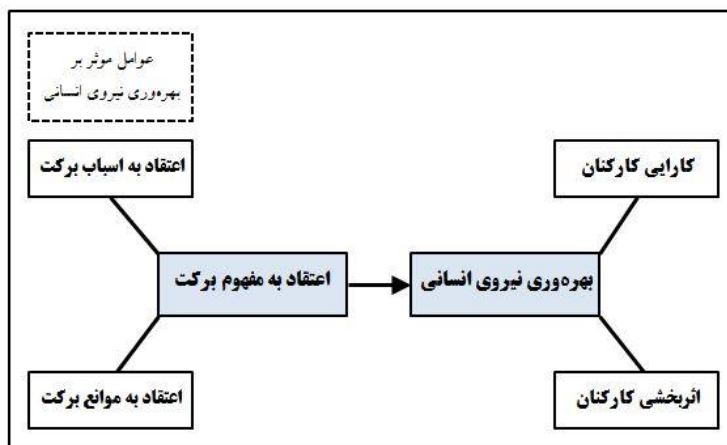 عوامل موثر بر
بهره‌وری نیروی انسانی
کارایی کارکنان
اعتقاد به اسباب برکت
بهره‌وری نیروی انسانی
اعتقاد به مفهوم برکت
اثربخشی کارکنان
اعتقاد به موانع برکت